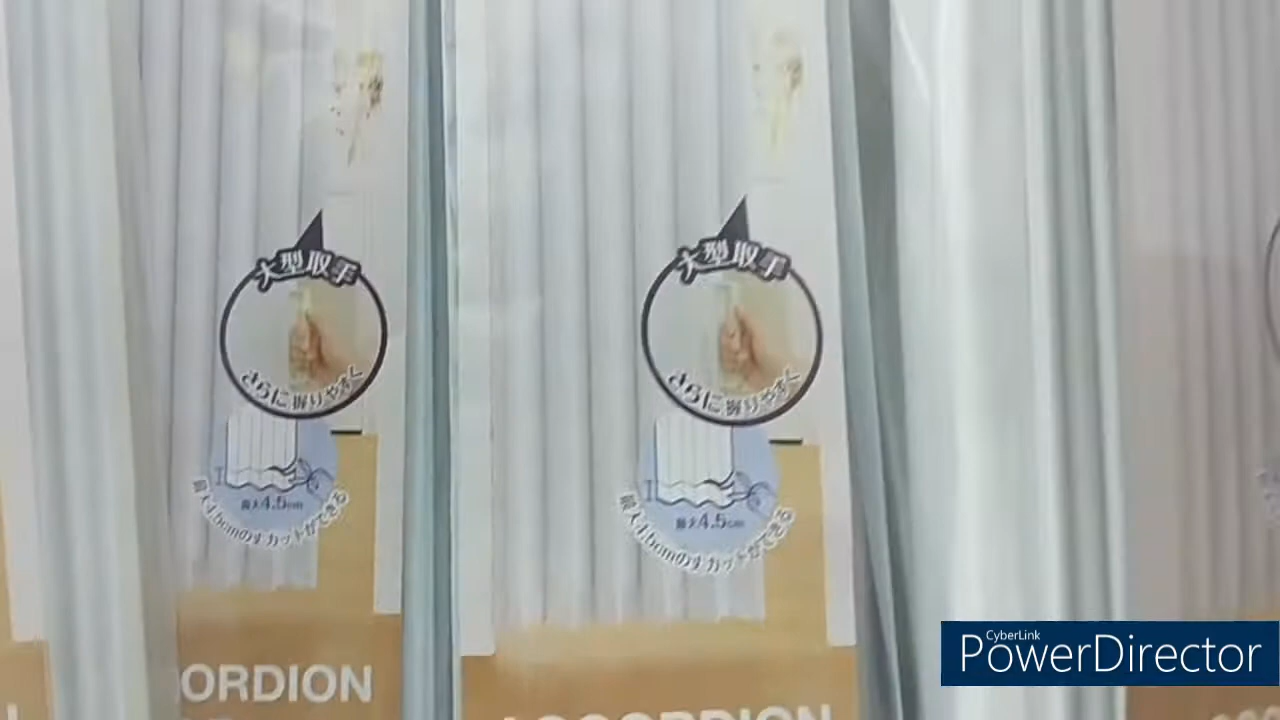 大型取手
さらに握りやすく
最大4.5cm
大型取手
さらに握りやすく
最大4.5cm
ORDION
ACCORDION
CyberLink
PowerDirector